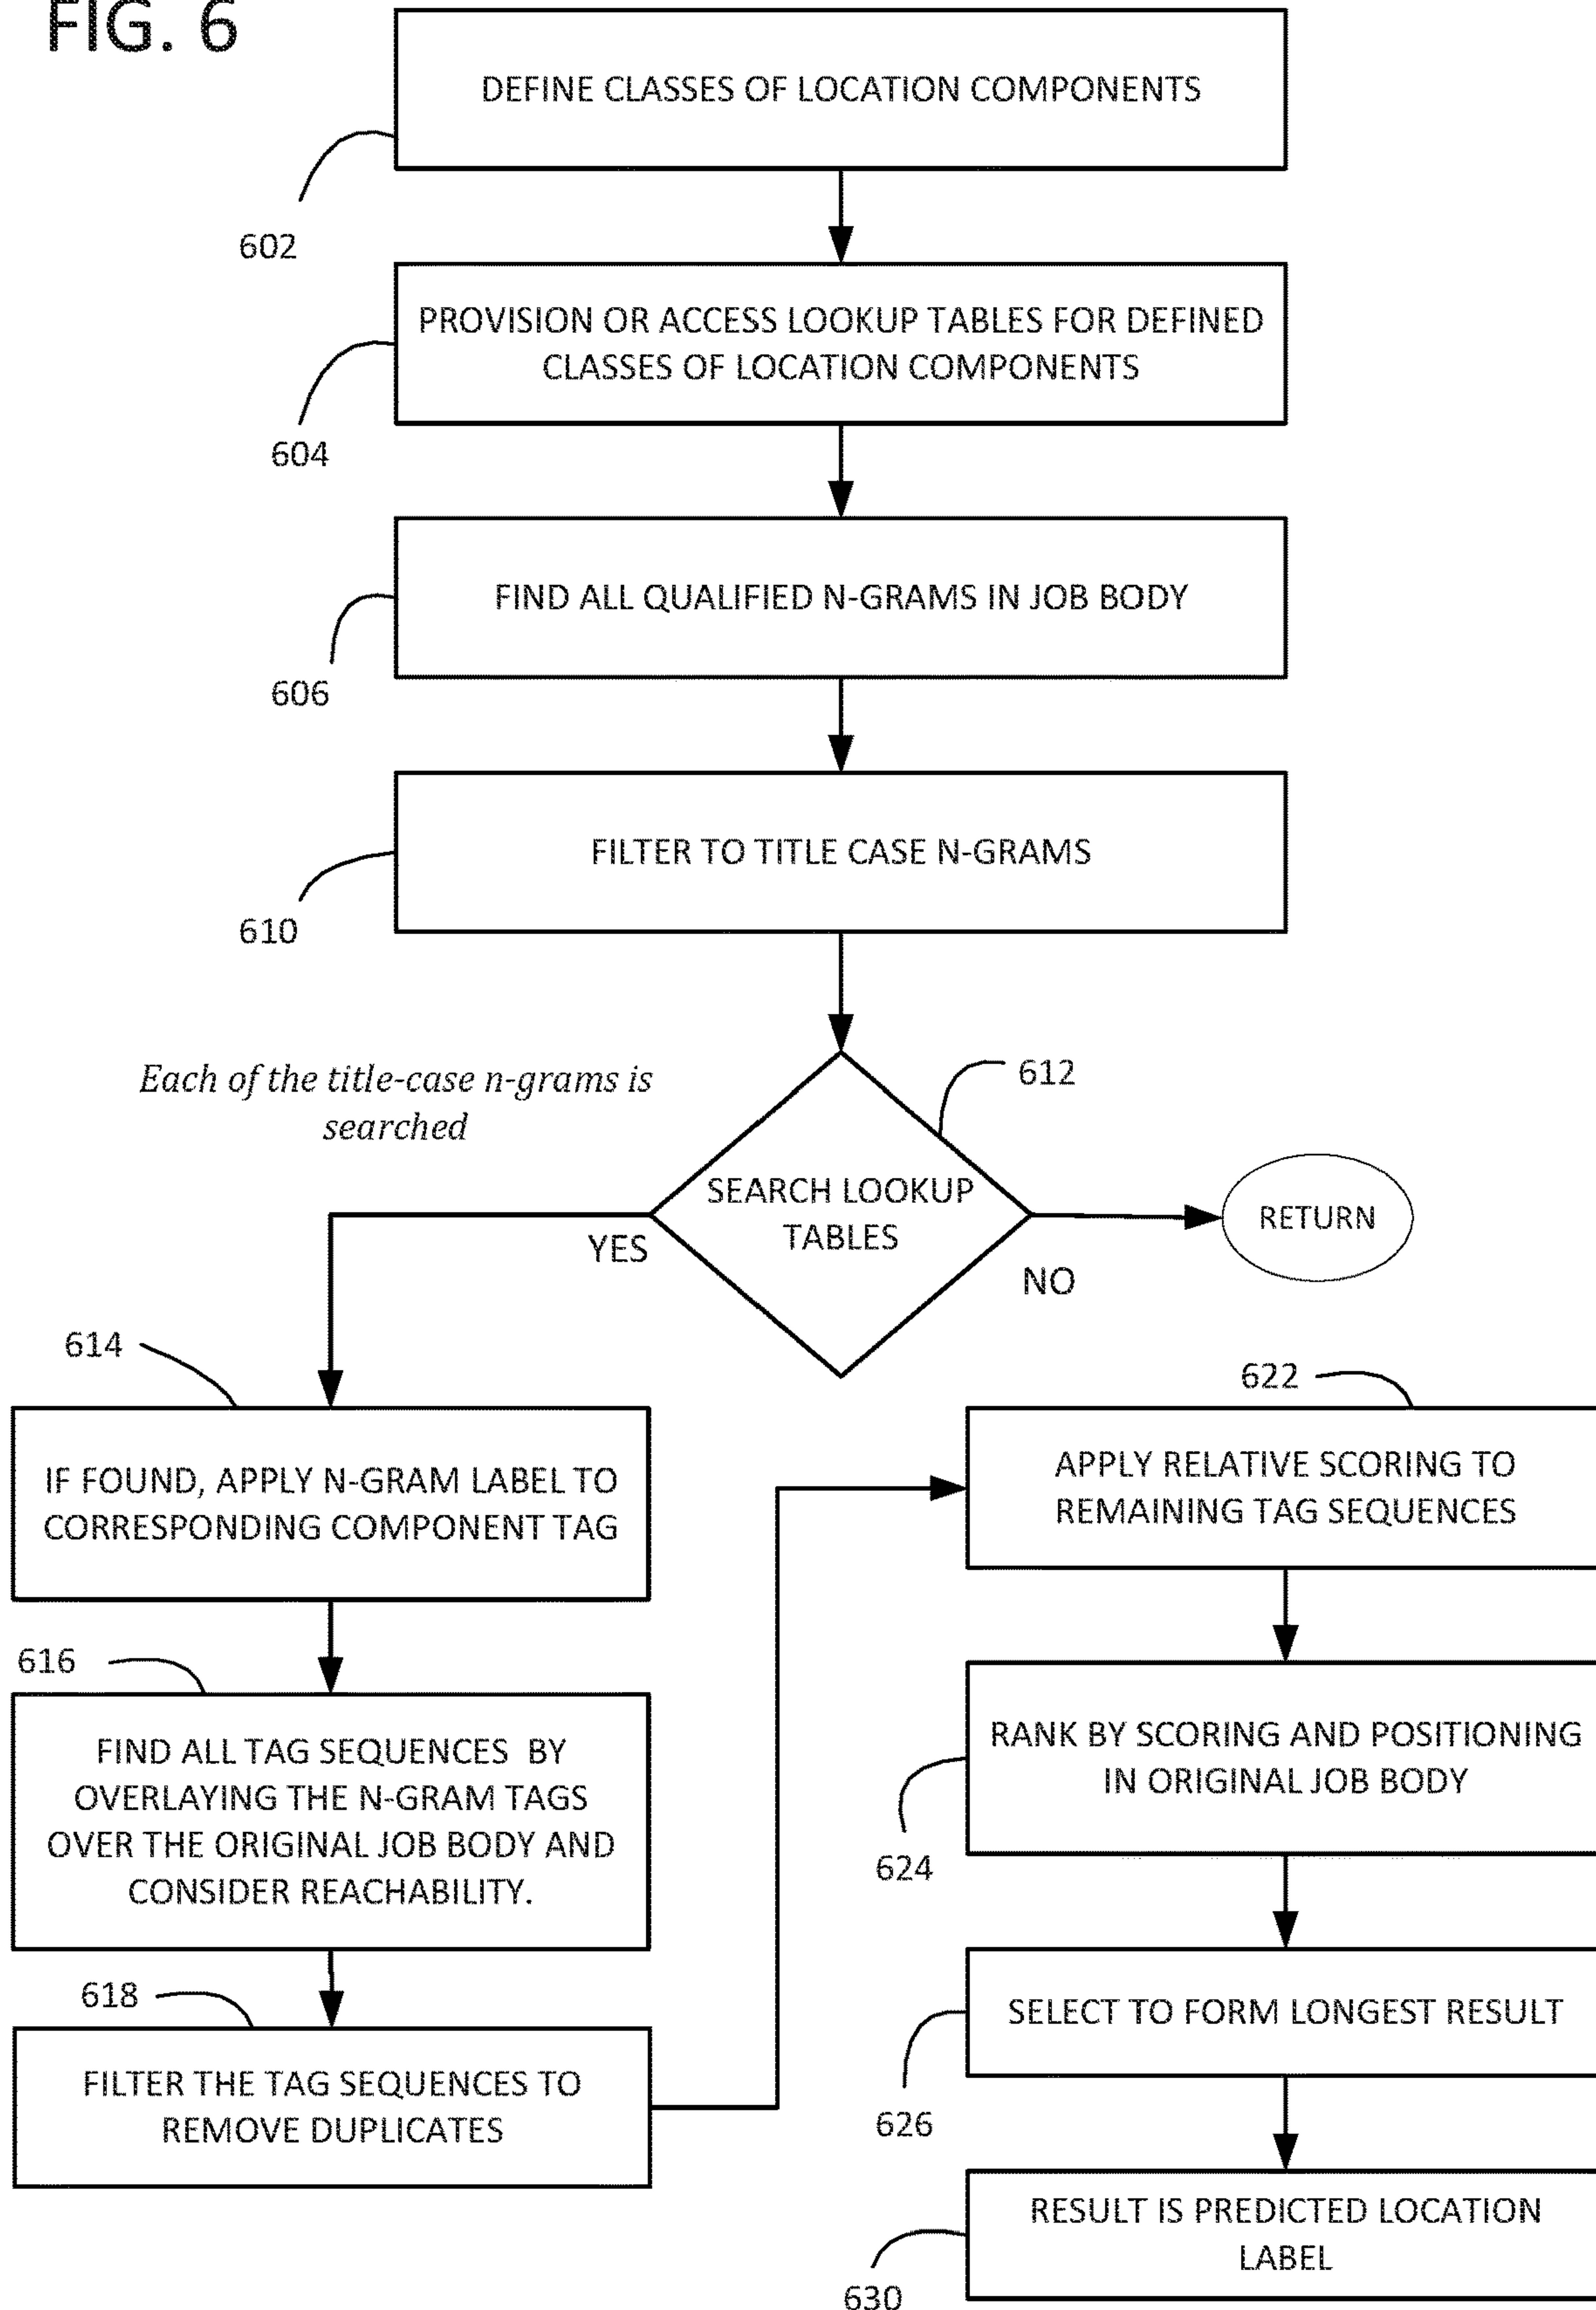 FIG. 6
DEFINE CLASSES OF LOCATION COMPONENTS
602
PROVISION OR ACCESS LOOKUP TABLES FOR DEFINED
CLASSES OF LOCATION COMPONENTS
604
FIND ALL QUALIFIED N-GRAMS IN JOB BODY
606
FILTER TO TITLE CASE N-GRAMS
610
Each of the title-case n-grams is
searched
612
SEARCH LOOKUP
TABLES
RETURN
YES
NO
614
IF FOUND, APPLY N-GRAM LABEL TO
CORRESPONDING COMPONENT TAG
616
FIND ALL TAG SEQUENCES BY
OVERLAYING THE N-GRAM TAGS
OVER THE ORIGINAL JOB BODY AND
CONSIDER REACHABILITY.
618
FILTER THE TAG SEQUENCES TO
REMOVE DUPLICATES
622
APPLY RELATIVE SCORING TO
REMAINING TAG SEQUENCES
RANK BY SCORING AND POSITIONING
IN ORIGINAL JOB BODY
624
SELECT TO FORM LONGEST RESULT
626
RESULT IS PREDICTED LOCATION
LABEL
630